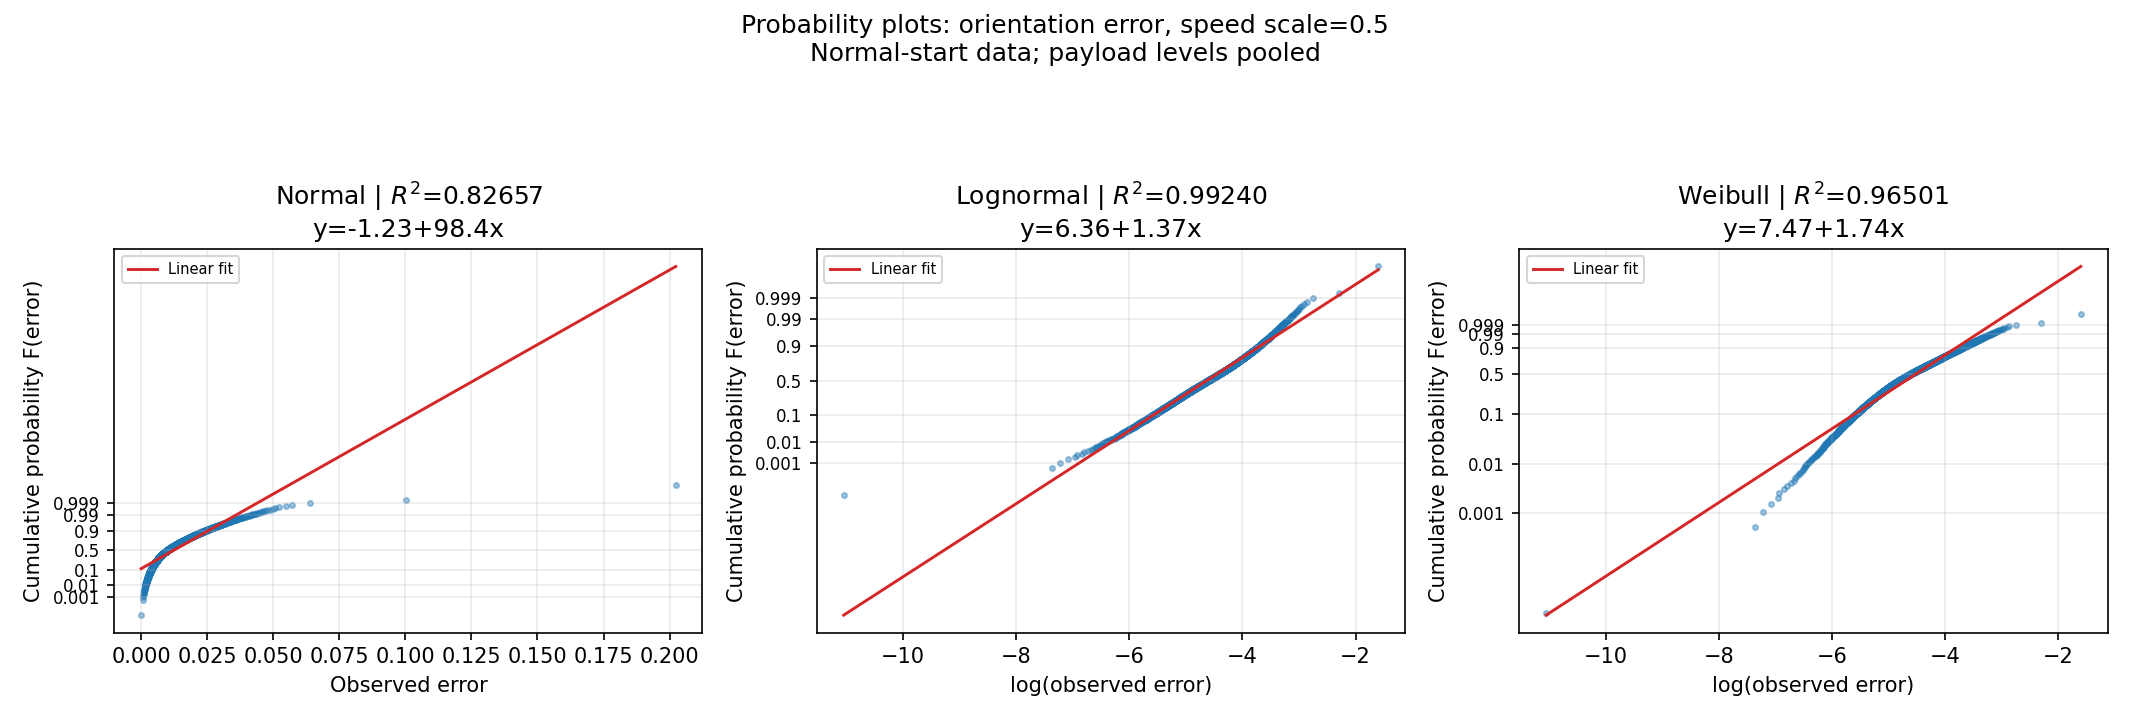 Probability plots: orientation error, speed scale=0.5
Normal-start data; payload levels pooled
Normal | R²=0.82657
y=-1.23+98.4x
Linear fit
Cumulative probability F(error)
0.999
0.99
0.9
0.5
0.1
0.01
0.001
0.000 0.025 0.050 0.075 0.100 0.125 0.150 0.175 0.200
Observed error
Lognormal | R²=0.99240
y=6.36+1.37x
Linear fit
Cumulative probability F(error)
0.999
0.99
0.9
0.5
0.1
0.01
0.001
−10 −8 −6 −4 −2
log(observed error)
Weibull | R²=0.96501
y=7.47+1.74x
Linear fit
Cumulative probability F(error)
0.999
0.99
0.9
0.5
0.1
0.01
0.001
−10 −8 −6 −4 −2
log(observed error)